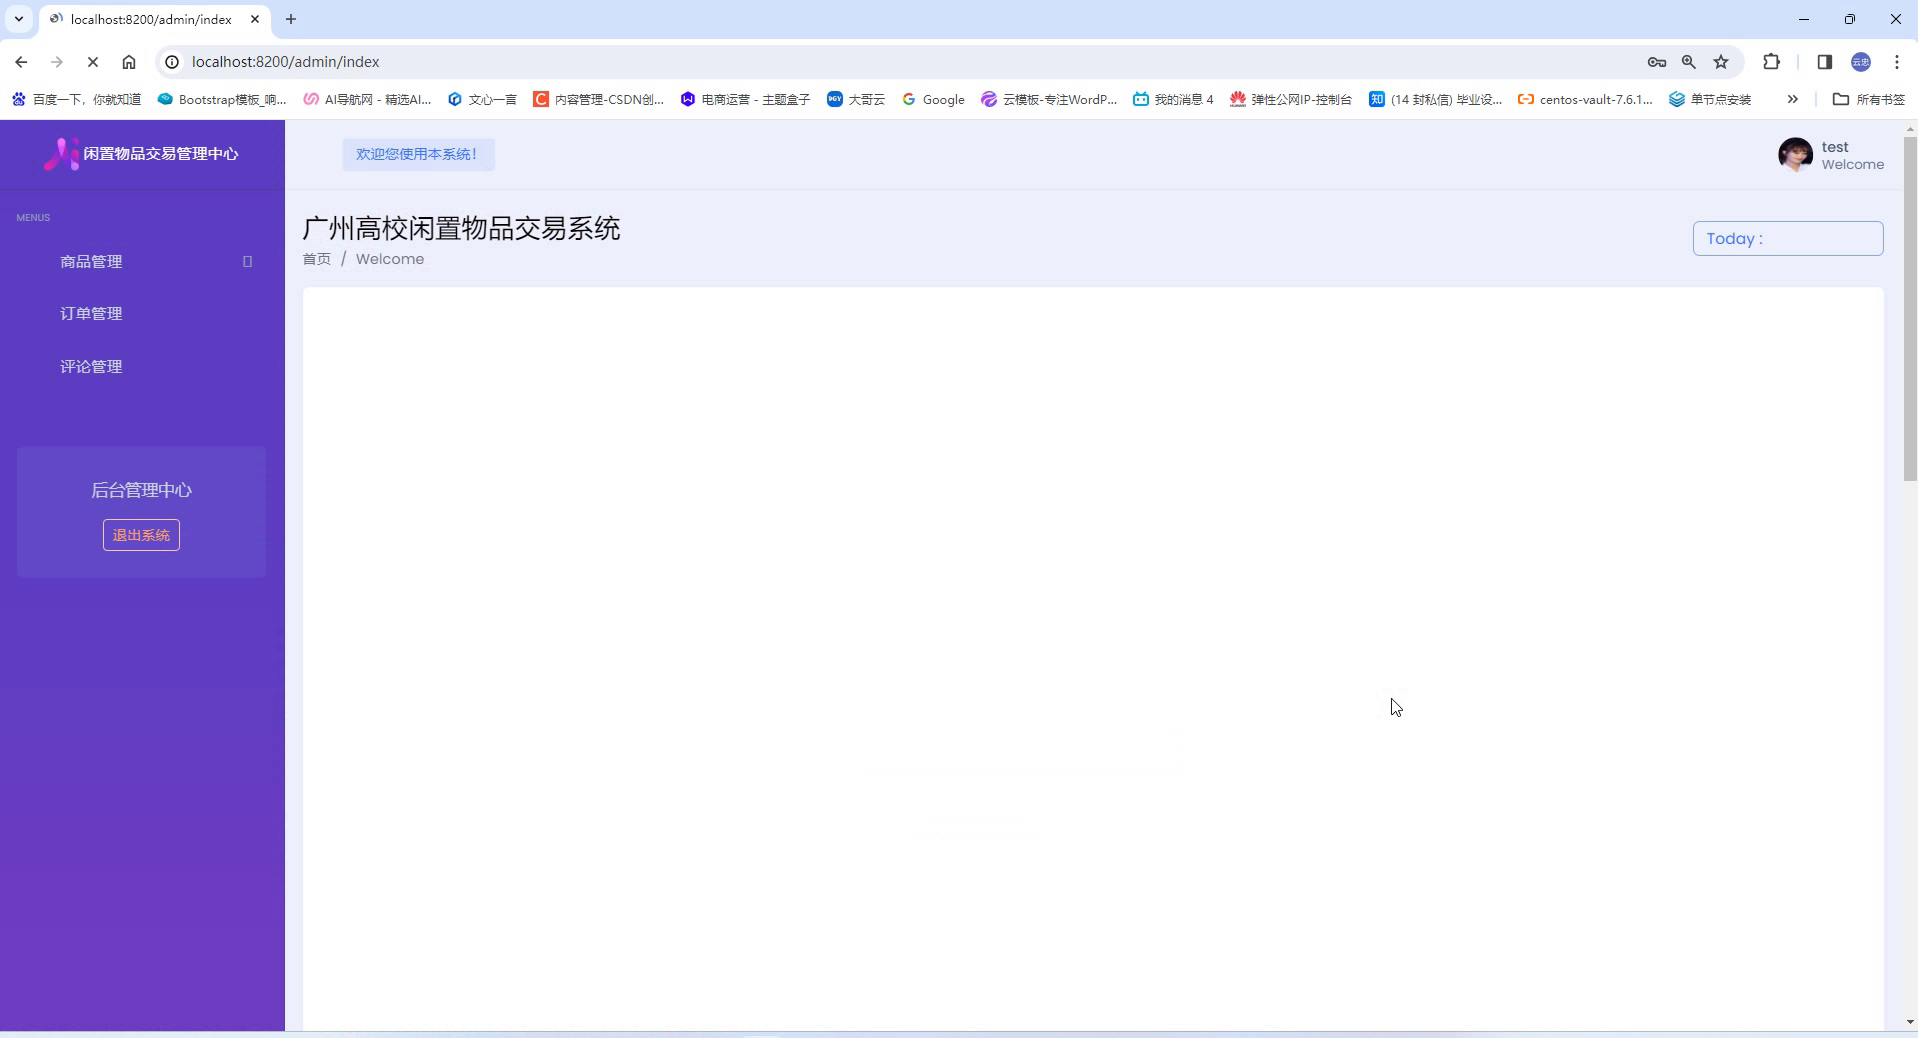 localhost:8200/admin/index
localhost:8200/admin/index
云忠
百度一下，你就知道
Bootstrap模板_响...
AI导航网 - 精选AI...
文心一言
内容管理-CSDN创...
电商运营 - 主题盒子
大哥云
Google
云模板-专注WordP...
我的消息 4
弹性公网IP-控制台
(14 封私信) 毕业设...
centos-vault-7.6.1...
单节点安装
所有书签
闲置物品交易管理中心
欢迎您使用本系统！
test
Welcome
MENUS
广州高校闲置物品交易系统
Today :
首页 / Welcome
商品管理
订单管理
评论管理
后台管理中心
退出系统